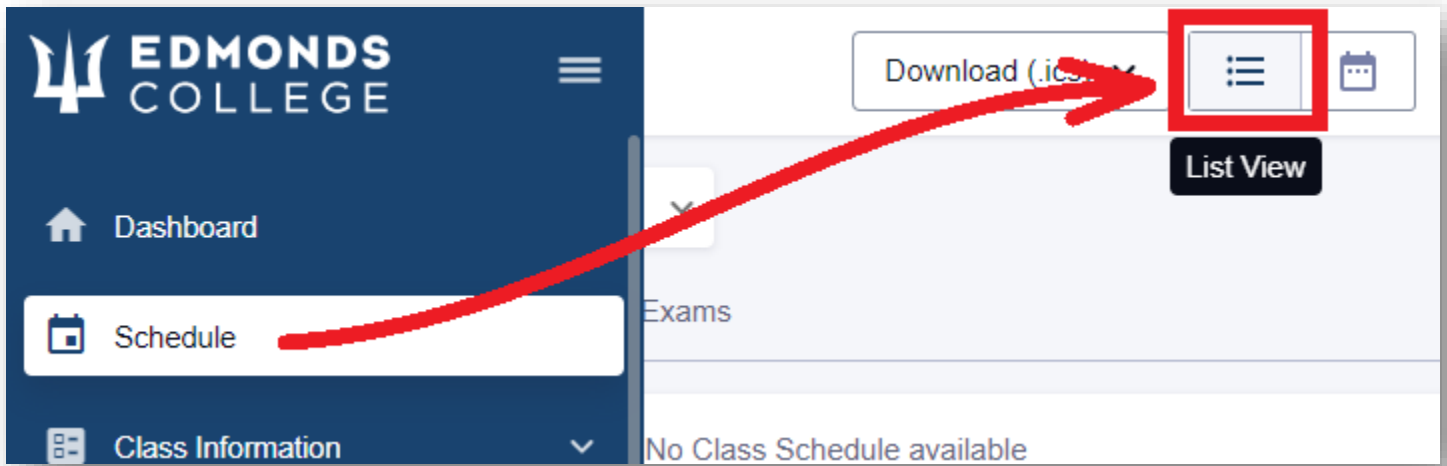 EDMONDS
COLLEGE
Download (.ics)
List View
Dashboard
Exams
Schedule
Class Information
No Class Schedule available